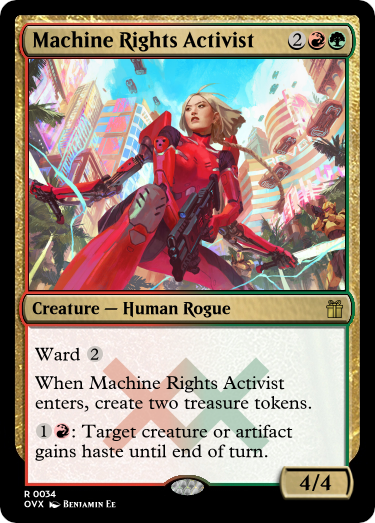 Machine Rights Activist 2
Creature — Human Rogue
Ward 2
When Machine Rights Activist
enters, create two treasure tokens.
1 : Target creature or artifact
gains haste until end of turn.
4/4
R 0034
OVX Benjamin Ee